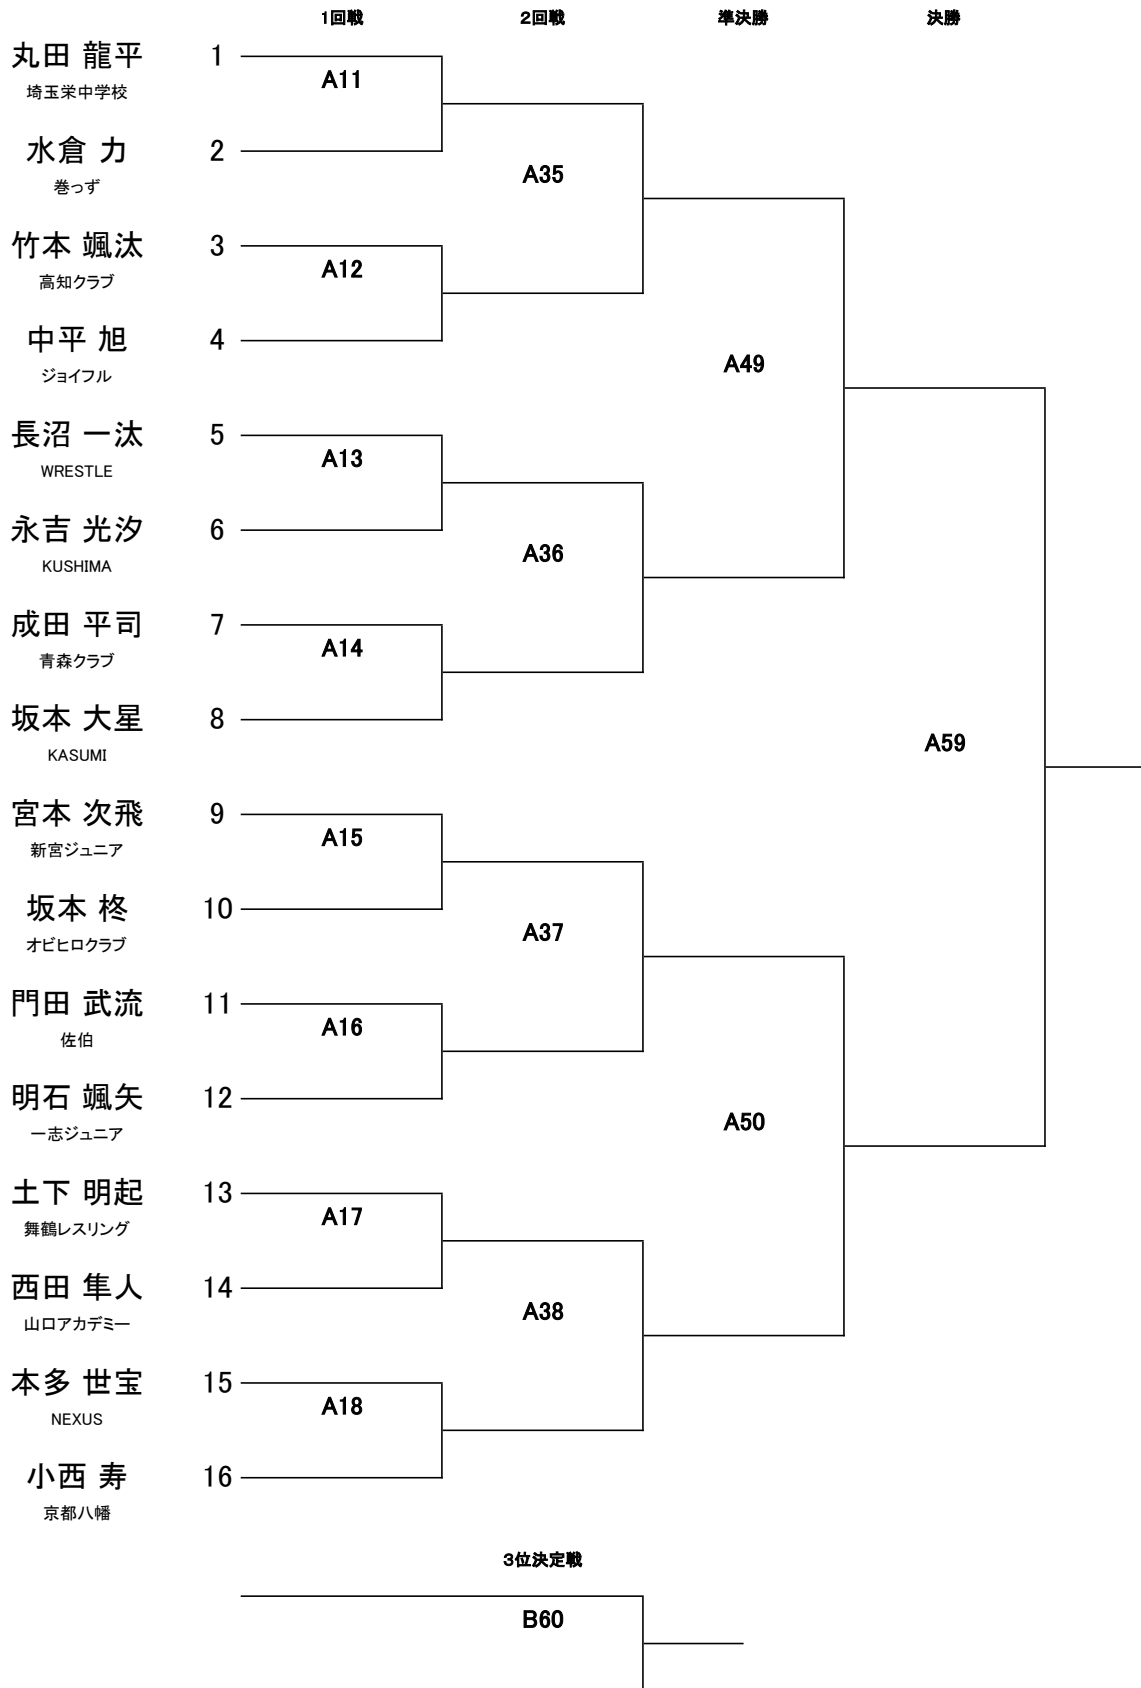 1回戦 2回戦 準決勝 決勝
丸田 龍平 1
A11
埼玉栄中学校
水倉 力 2
A35
巻っず
竹本 颯汰 3
A12
高知クラブ
中平 旭 4
A49
ジョイフル
長沼 一汰 5
A13
WRESTLE
永吉 光汐 6
A36
KUSHIMA
成田 平司 7
A14
青森クラブ
坂本 大星 8
A59
KASUMI
宮本 次飛 9
A15
新宮ジュニア
坂本 柊 10
A37
オビヒロクラブ
門田 武流 11
A16
佐伯
明石 颯矢 12
A50
一志ジュニア
土下 明起 13
A17
舞鶴レスリング
西田 隼人 14
A38
山口アカデミー
本多 世宝 15
A18
NEXUS
小西 寿 16
京都八幡
3位決定戦
B60